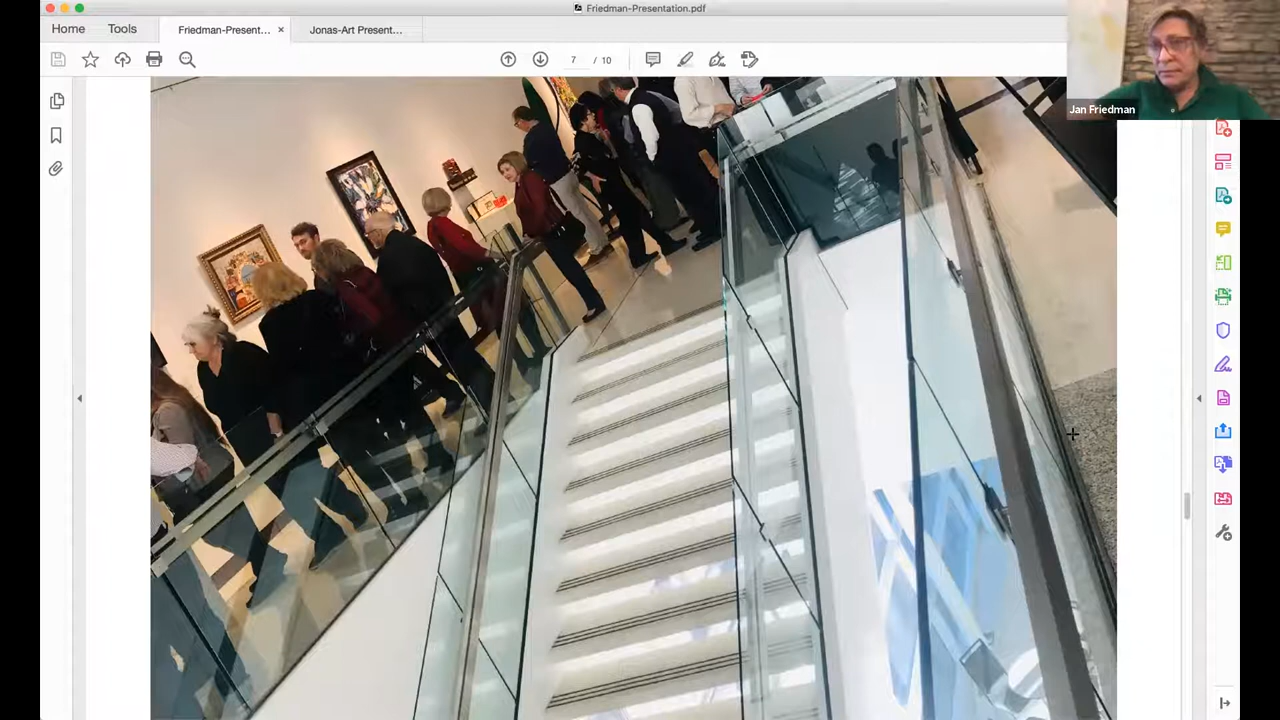 Friedman-Presentation.pdf
Home
Tools
Friedman-Present... ×
Jonas-Art Present...
7 / 10
Jan Friedman